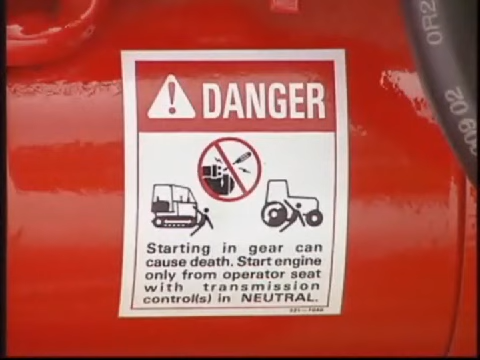 DANGER
Starting in gear can
cause death. Start engine
only from operator seat
with transmission
control(s) in NEUTRAL.